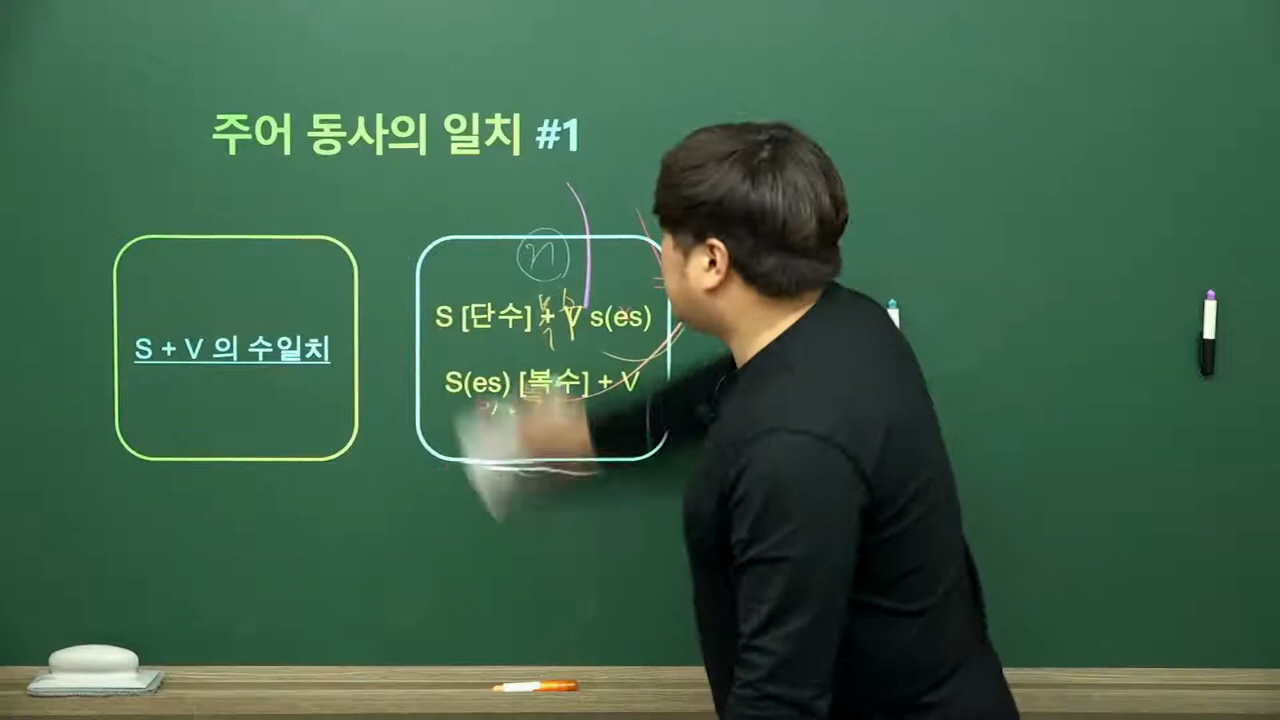 주어 동사의 일치 #1
S + V 의 수일치
n
S [단수] + V s(es)
S(es) [복수] + V